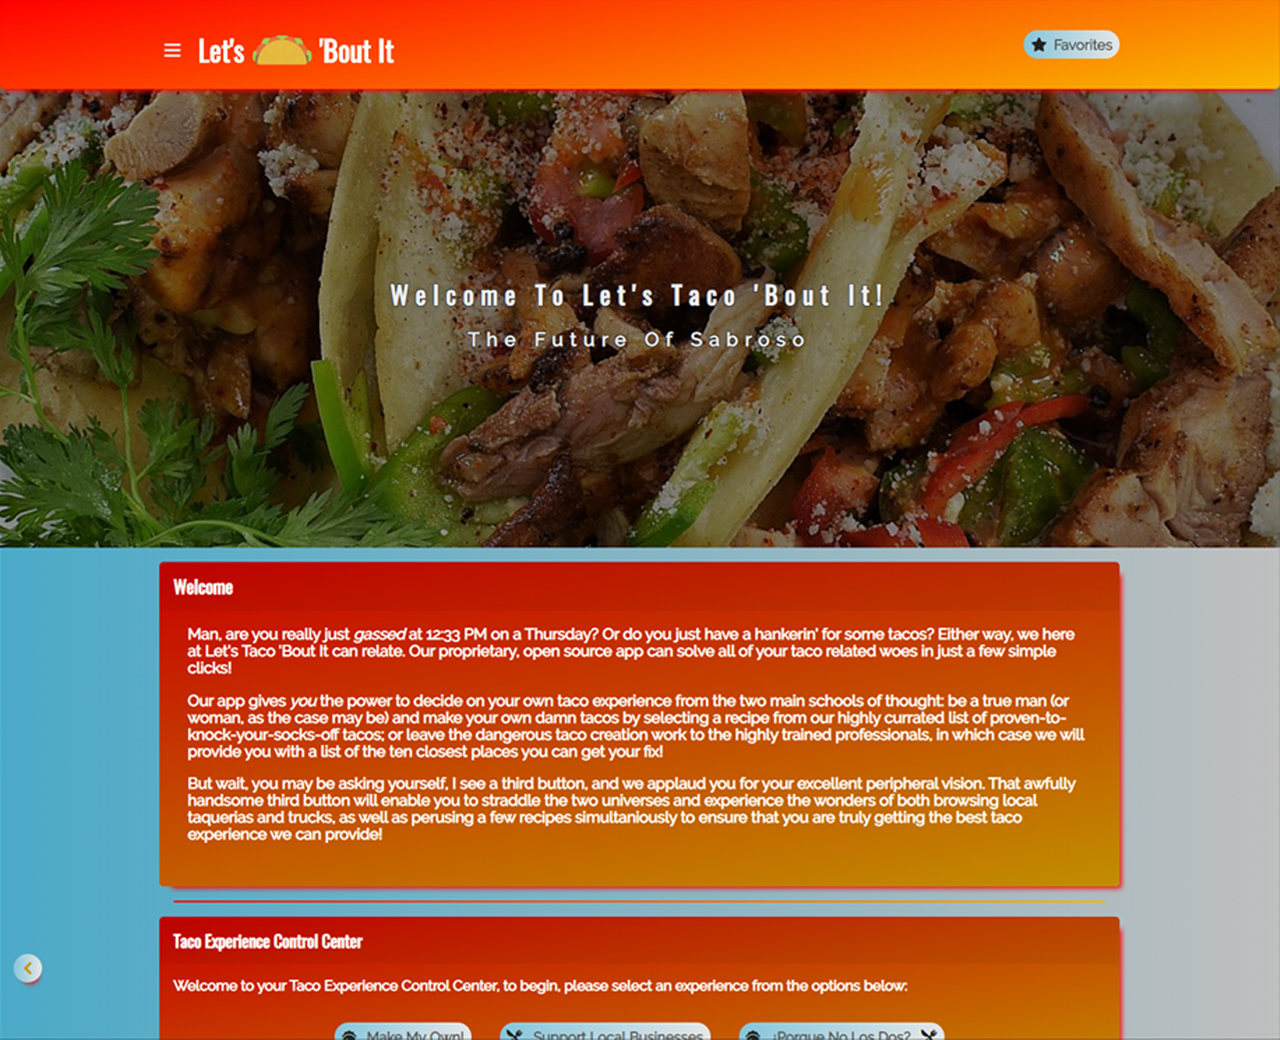 Let's 'Bout It
Favorites
Welcome To Let's Taco 'Bout It!
The Future Of Sabroso
Welcome
Man, are you really just gassed at 12:33 PM on a Thursday? Or do you just have a hankerin' for some tacos? Either way, we here
at Let's Taco 'Bout It can relate. Our proprietary, open source app can solve all of your taco related woes in just a few simple
clicks!
Our app gives you the power to decide on your own taco experience from the two main schools of thought: be a true man (or
woman, as the case may be) and make your own damn tacos by selecting a recipe from our highly currated list of proven-to-
knock-your-socks-off tacos; or leave the dangerous taco creation work to the highly trained professionals, in which case we will
provide you with a list of the ten closest places you can get your fix!
But wait, you may be asking yourself, I see a third button, and we applaud you for your excellent peripheral vision. That awfully
handsome third button will enable you to straddle the two universes and experience the wonders of both browsing local
taquerias and trucks, as well as perusing a few recipes simultaniously to ensure that you are truly getting the best taco
experience we can provide!
Taco Experience Control Center
Welcome to your Taco Experience Control Center, to begin, please select an experience from the options below:
Make My Own!
Support Local Businesses
¿Porque No Los Dos?